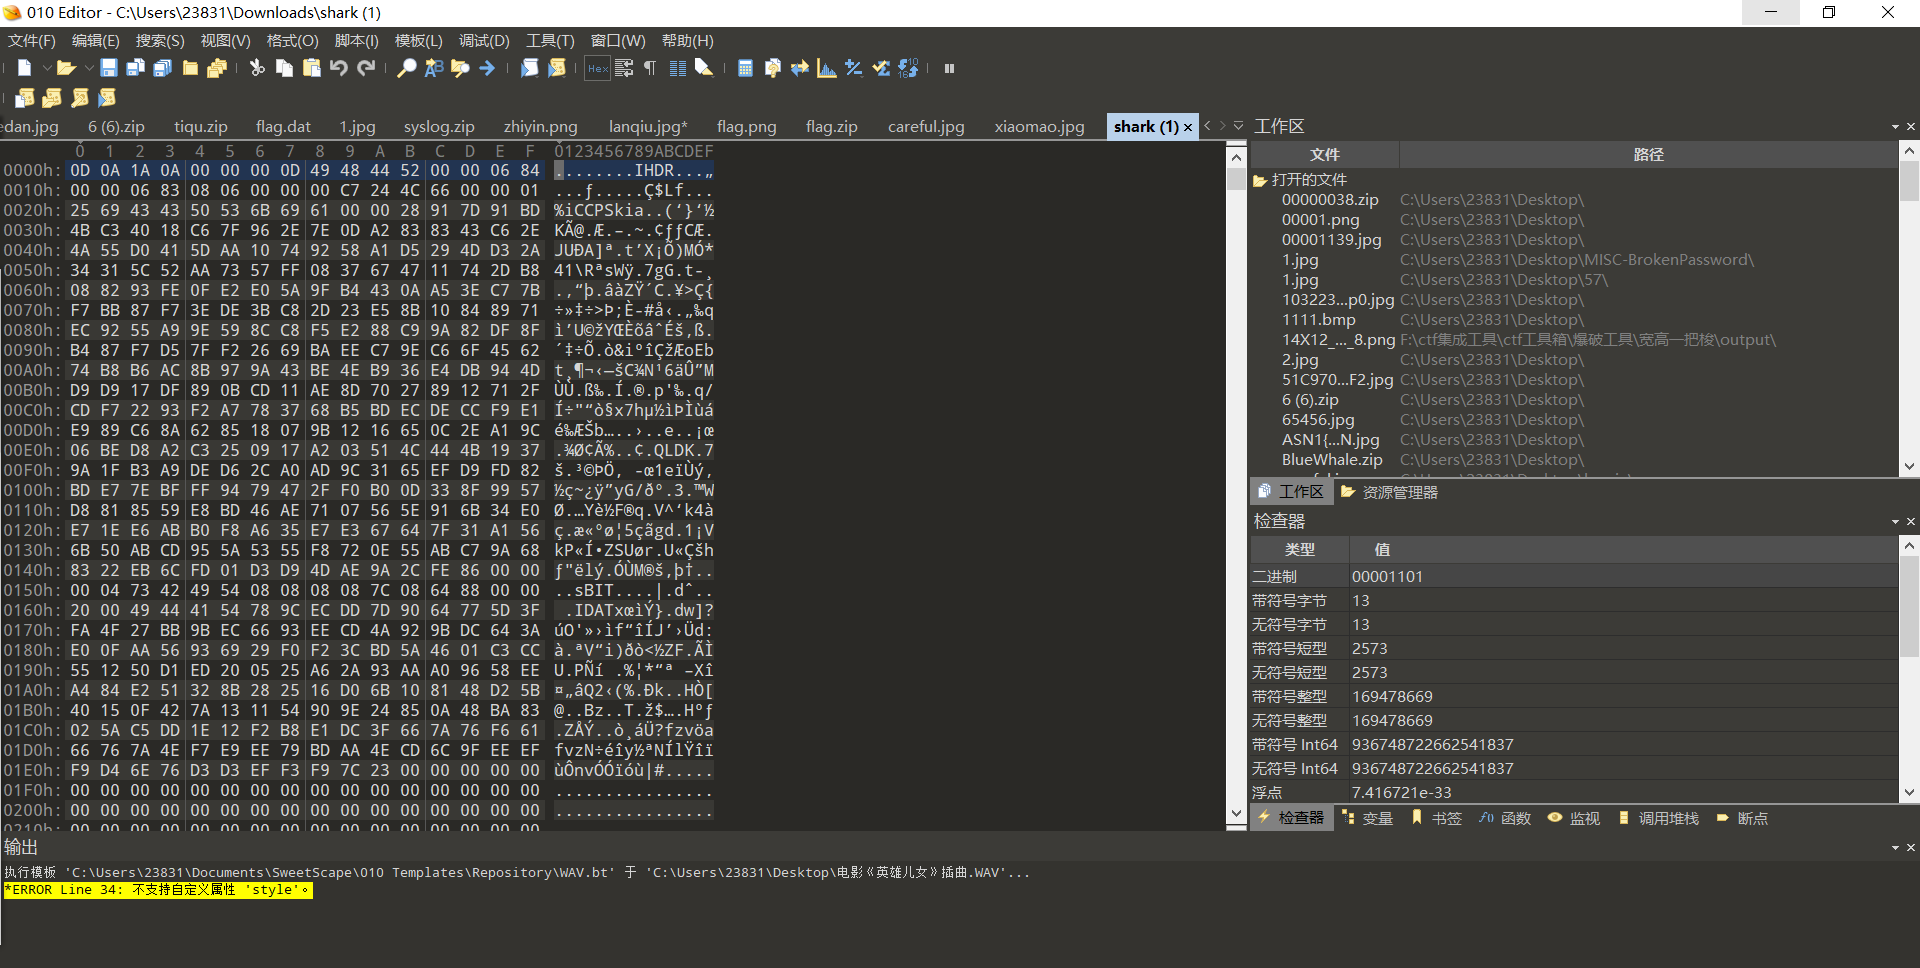 010 Editor - C:\Users\23831\Downloads\shark (1)
文件(F) 编辑(E) 搜索(S) 视图(V) 格式(O) 脚本(I) 模板(L) 调试(D) 工具(T) 窗口(W) 帮助(H)
edan.jpg 6 (6).zip tiqu.zip flag.dat 1.jpg syslog.zip zhiyin.png lanqiu.jpg* flag.png flag.zip careful.jpg xiaomao.jpg shark (1)
0 1 2 3 4 5 6 7 8 9 A B C D E F 0123456789ABCDEF
0000h: 0D 0A 1A 0A 00 00 00 0D 49 48 44 52 00 00 06 84 ........IHDR...„
0010h: 00 00 06 83 08 06 00 00 00 C7 24 4C 66 00 00 01 ...ƒ.....Ç$Lf...
0020h: 25 69 43 43 50 53 6B 69 61 00 00 28 91 7D 91 BD %iCCPSkia..(‘}‘½
0030h: 4B C3 40 18 C6 7F 96 2E 7E 0D A2 83 83 43 C6 2E KÃ@.Æ.–.~.¢ƒƒCÆ.
0040h: 4A 55 D0 41 5D AA 10 74 92 58 A1 D5 29 4D D3 2A JUÐA]ª.t’X¡Õ)MÓ*
0050h: 34 31 5C 52 AA 73 57 FF 08 37 67 47 11 74 2D B8 41\RªsWÿ.7gG.t-¸
0060h: 08 82 93 FE 0F E2 E0 5A 9F B4 43 0A A5 3E C7 7B .‚“þ.âàZŸ´C.¥>Ç{
0070h: F7 BB 87 F7 3E DE 3B C8 2D 23 E5 8B 10 84 89 71 ÷»‡÷>Þ;È-#å‹.„‰q
0080h: EC 92 55 A9 9E 59 8C C8 F5 E2 88 C9 9A 82 DF 8F ì’U©žYŒÈõâˆÉš‚ß.
0090h: B4 87 F7 D5 7F F2 26 69 BA EE C7 9E C6 6F 45 62 ´‡÷Õ.ò&iºîÇžÆoEb
00A0h: 74 B8 B6 AC 8B 97 9A 43 BE 4E B9 36 E4 DB 94 4D t¸¶¬‹—šC¾N¹6äÛ”M
00B0h: D9 D9 17 DF 89 0B CD 11 AE 8D 70 27 89 12 71 2F ÙÙ.ß‰.Í.®.p'‰.q/
00C0h: CD F7 22 93 F2 A7 78 37 68 B5 BD EC DE CC F9 E1 Í÷"“ò§x7hµ½ìÞÌùá
00D0h: E9 89 C6 8A 62 85 18 07 9B 12 16 65 0C 2E A1 9C é‰ÆŠb…..›..e..¡œ
00E0h: 06 BE D8 A2 C3 25 09 17 A2 03 51 4C 44 4B 19 37 .¾Ø¢Ã%..¢.QLDK.7
00F0h: 9A 1F B3 A9 DE D6 2C A0 AD 9C 31 65 EF D9 FD 82 š.³©ÞÖ, -œ1eïÙý‚
0100h: BD E7 7E BF FF 94 79 47 2F F0 B0 0D 33 8F 99 57 ½ç~¿ÿ”yG/ð°.3.™W
0110h: D8 81 85 59 E8 BD 46 AE 71 07 56 5E 91 6B 34 E0 Ø.…Yè½F®q.V^‘k4à
0120h: E7 1E E6 AB B0 F8 A6 35 E7 E3 67 64 7F 31 A1 56 ç.æ«°ø¦5çãgd.1¡V
0130h: 6B 50 AB CD 95 5A 53 55 F8 72 0E 55 AB C7 9A 68 kP«Í•ZSUør.U«Çšh
0140h: 83 22 EB 6C FD 01 D3 D9 4D AE 9A 2C FE 86 00 00 ƒ"ëlý.ÓÙM®š,þ†..
0150h: 00 04 73 42 49 54 08 08 08 08 7C 08 64 88 00 00 ..sBIT....|.dˆ..
0160h: 20 00 49 44 41 54 78 9C EC DD 7D 90 64 77 5D 3F .IDATxœìÝ}.dw]?
0170h: FA 4F 27 BB 9B EC 66 93 EE CD 4A 92 9B DC 64 3A úO'»›ìf“îÍJ’›Üd:
0180h: E0 0F AA 56 93 69 29 F0 F2 3C BD 5A 46 01 C3 CC à.ªV“i)ðò<½ZF.ÃÌ
0190h: 55 12 50 D1 ED 20 05 25 A6 2A 93 AA A0 96 58 EE U.PÑí .%¦*“ª –Xî
01A0h: A4 84 E2 51 32 8B 28 25 16 D0 6B 10 81 48 D2 5B ¤„âQ2‹(%.Ðk..HÒ[
01B0h: 40 15 0F 42 7A 13 11 54 90 9E 24 85 0A 48 BA 83 @..Bz..T.ž$….Hºƒ
01C0h: 02 5A C5 DD 1E 12 F2 B8 E1 DC 3F 66 7A 76 F6 61 .ZÅÝ..ò¸áÜ?fzvöa
01D0h: 66 76 7A 4E F7 E9 EE 79 BD AA 4E CD 6C 9F EE EF fvzN÷éîy½ªNÍlŸîï
01E0h: F9 D4 6E 76 D3 D3 EF F3 F9 7C 23 00 00 00 00 00 ùÔnvÓÓïóù|#.....
01F0h: 00 00 00 00 00 00 00 00 00 00 00 00 00 00 00 00 ................
0200h: 00 00 00 00 00 00 00 00 00 00 00 00 00 00 00 00 ................
0210h: 00 00 00 00 00 00 00 00 00 00 00 00 00 00 00 00
工作区
文件 路径
打开的文件
00000038.zip C:\Users\23831\Desktop\
00001.png C:\Users\23831\Desktop\
00001139.jpg C:\Users\23831\Desktop\
1.jpg C:\Users\23831\Desktop\MISC-BrokenPassword\
1.jpg C:\Users\23831\Desktop\57\
103223...p0.jpg C:\Users\23831\Desktop\
1111.bmp C:\Users\23831\Desktop\
14X12_..._8.png F:\ctf集成工具\ctf工具箱\爆破工具\宽高一把梭\output\
2.jpg C:\Users\23831\Desktop\
51C970...F2.jpg C:\Users\23831\Desktop\
6 (6).zip C:\Users\23831\Desktop\
65456.jpg C:\Users\23831\Desktop\
ASN1{...N.jpg C:\Users\23831\Desktop\
BlueWhale.zip C:\Users\23831\Desktop\
工作区 资源管理器
检查器
类型 值
二进制 00001101
带符号字节 13
无符号字节 13
带符号短型 2573
无符号短型 2573
带符号整型 169478669
无符号整型 169478669
带符号 Int64 936748722662541837
无符号 Int64 936748722662541837
浮点 7.416721e-33
检查器 变量 书签 函数 监视 调用堆栈 断点
输出
执行模板 'C:\Users\23831\Documents\SweetScape\010 Templates\Repository\WAV.bt' 于 'C:\Users\23831\Desktop\电影《英雄儿女》插曲.WAV'...
*ERROR Line 34: 不支持自定义属性 'style'。